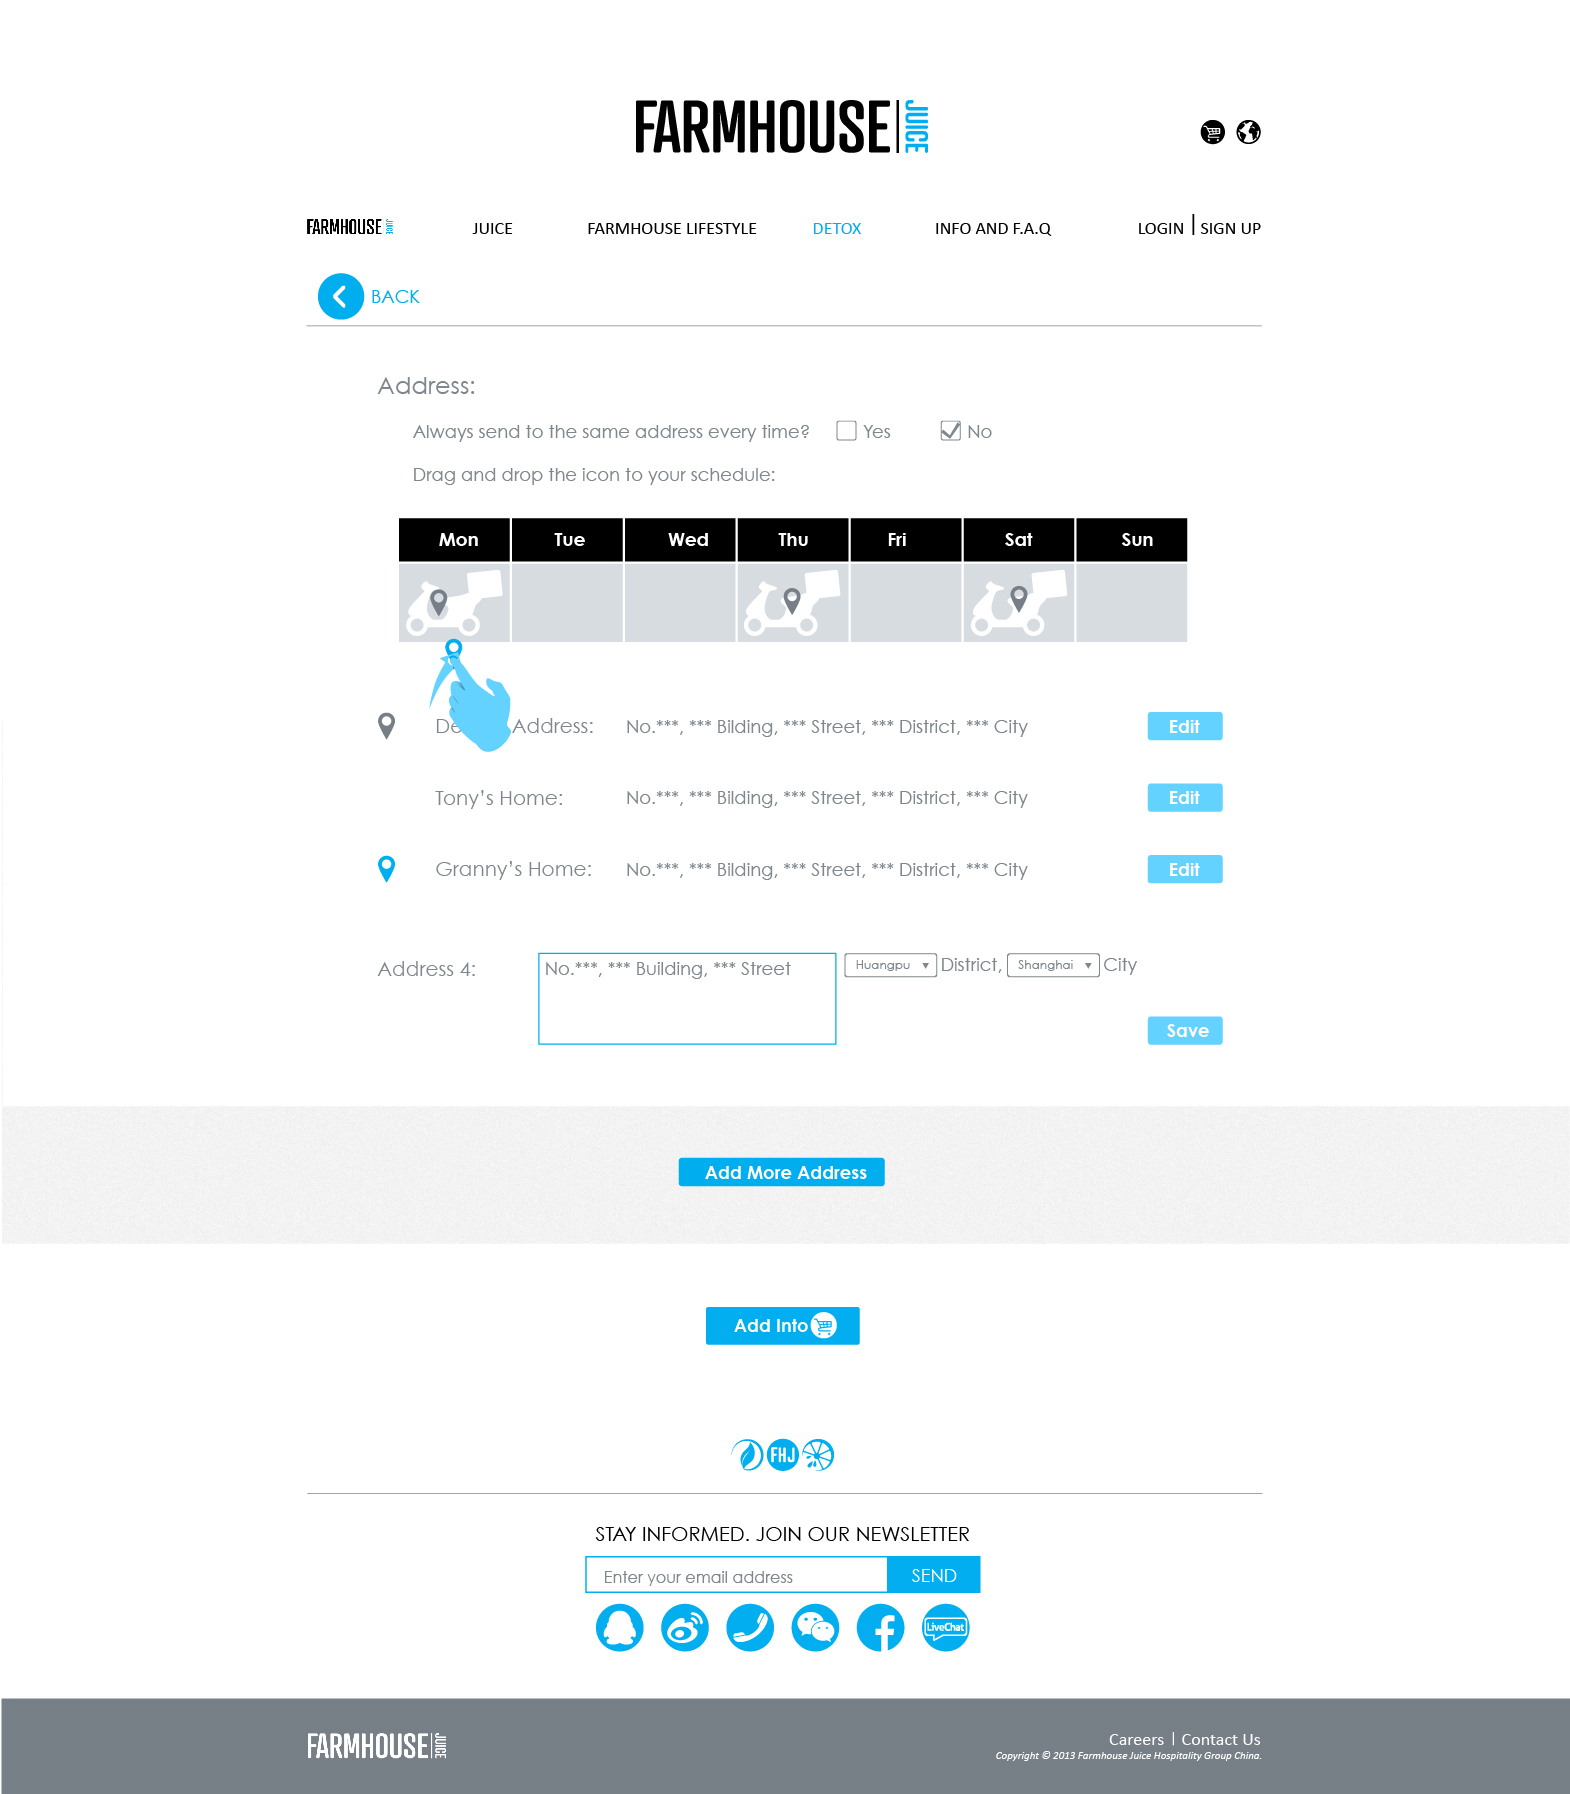 FARMHOUSE JUICE
FARMHOUSE JUICE JUICE FARMHOUSE LIFESTYLE DETOX INFO AND F.A.Q LOGIN | SIGN UP
BACK
Address:
Always send to the same address every time? Yes No
Drag and drop the icon to your schedule:
Mon Tue Wed Thu Fri Sat Sun
Address: No.***, *** Bilding, *** Street, *** District, *** City Edit
Tony's Home: No.***, *** Bilding, *** Street, *** District, *** City Edit
Granny's Home: No.***, *** Bilding, *** Street, *** District, *** City Edit
Address 4: No.***, *** Building, *** Street Huangpu ▼ District, Shanghai ▼ City
Save
Add More Address
Add Into
FHJ
STAY INFORMED. JOIN OUR NEWSLETTER
Enter your email address SEND
LiveChat
FARMHOUSE JUICE Careers | Contact Us
Copyright © 2013 Farmhouse Juice Hospitality Group China.